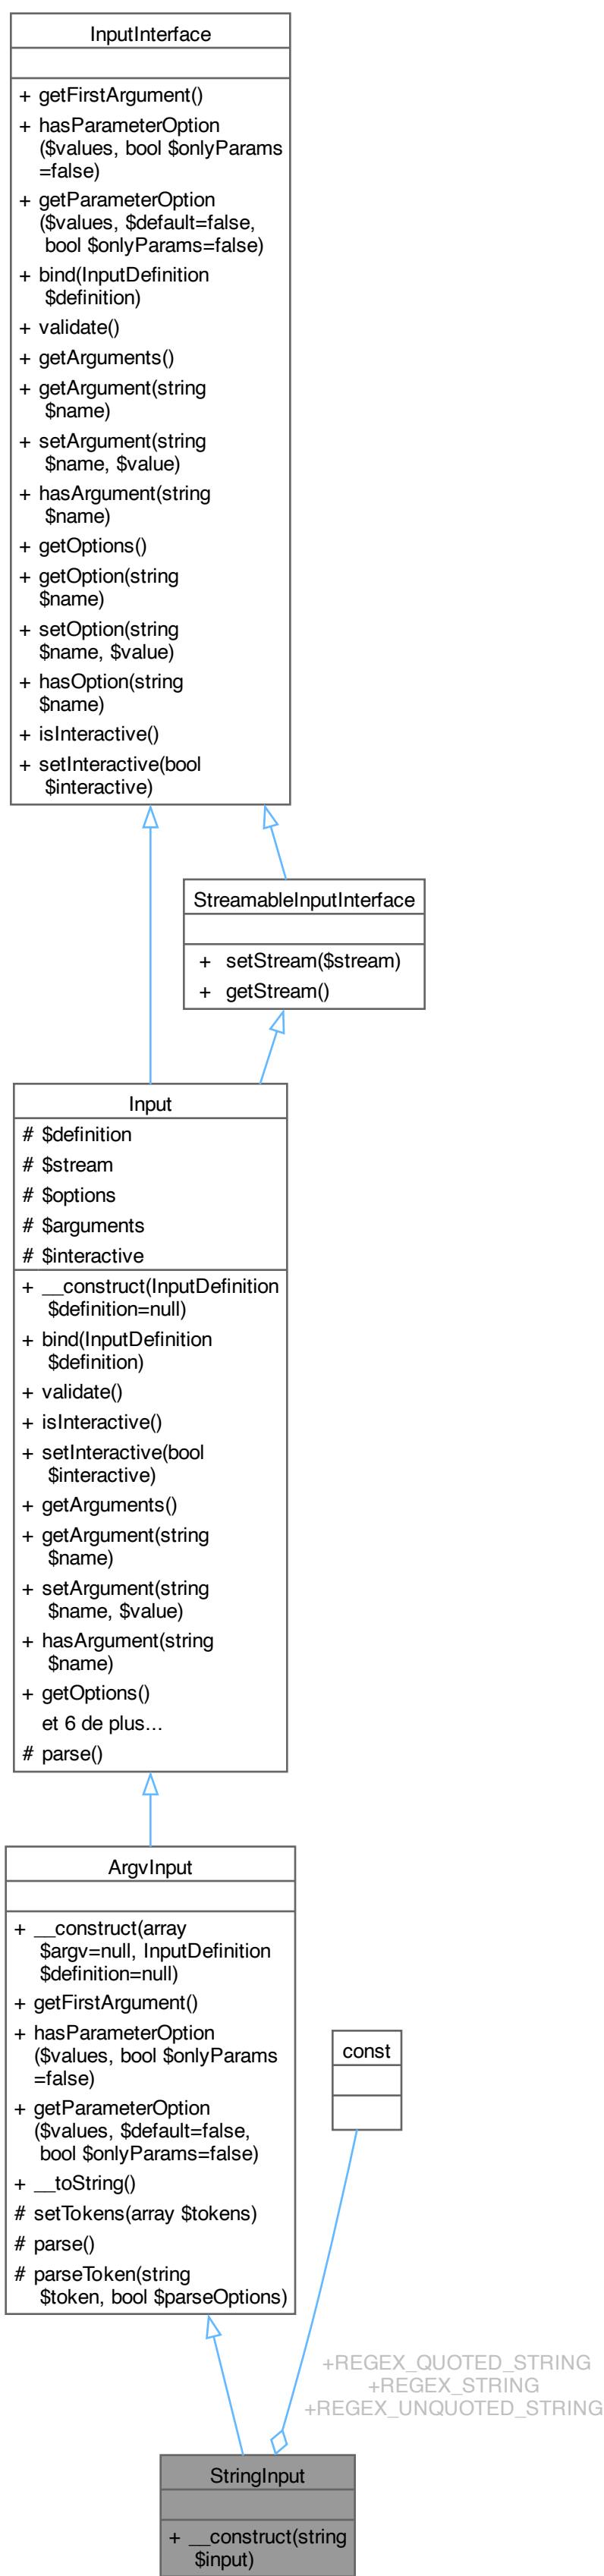 InputInterface
+ getFirstArgument()
+ hasParameterOption
($values, bool $onlyParams
=false)
+ getParameterOption
($values, $default=false,
bool $onlyParams=false)
+ bind(InputDefinition
$definition)
+ validate()
+ getArguments()
+ getArgument(string
$name)
+ setArgument(string
$name, $value)
+ hasArgument(string
$name)
+ getOptions()
+ getOption(string
$name)
+ setOption(string
$name, $value)
+ hasOption(string
$name)
+ isInteractive()
+ setInteractive(bool
$interactive)
StreamableInputInterface
+ setStream($stream)
+ getStream()
Input
# $definition
# $stream
# $options
# $arguments
# $interactive
+ __construct(InputDefinition
$definition=null)
+ bind(InputDefinition
$definition)
+ validate()
+ isInteractive()
+ setInteractive(bool
$interactive)
+ getArguments()
+ getArgument(string
$name)
+ setArgument(string
$name, $value)
+ hasArgument(string
$name)
+ getOptions()
et 6 de plus...
# parse()
ArgvInput
+ __construct(array
$argv=null, InputDefinition
$definition=null)
+ getFirstArgument()
+ hasParameterOption
($values, bool $onlyParams
=false)
+ getParameterOption
($values, $default=false,
bool $onlyParams=false)
+ __toString()
# setTokens(array $tokens)
# parse()
# parseToken(string
$token, bool $parseOptions)
const
+REGEX_QUOTED_STRING
+REGEX_STRING
+REGEX_UNQUOTED_STRING
StringInput
+ __construct(string
$input)